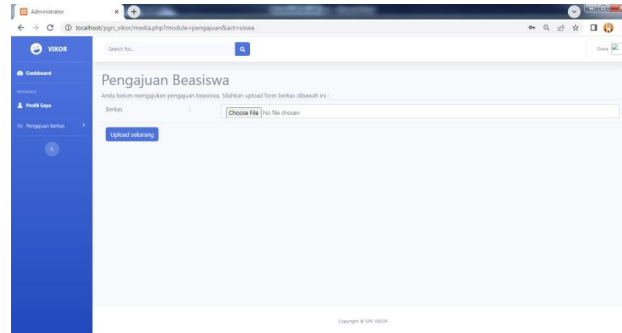 Administrator
localhost/pgri_vikor/media.php?module=pengajuan&act=siswa
VIKOR
Search for...
Siswa
Dashboard
Pengajuan Beasiswa
Anda belum mengajukan pengajuan beasiswa, Silahkan upload form berkas dibawah ini :
Profil Saya
Berkas :
Choose File No file chosen
Pengajuan Berkas
Upload sekarang
Copyright © SPK VIKOR